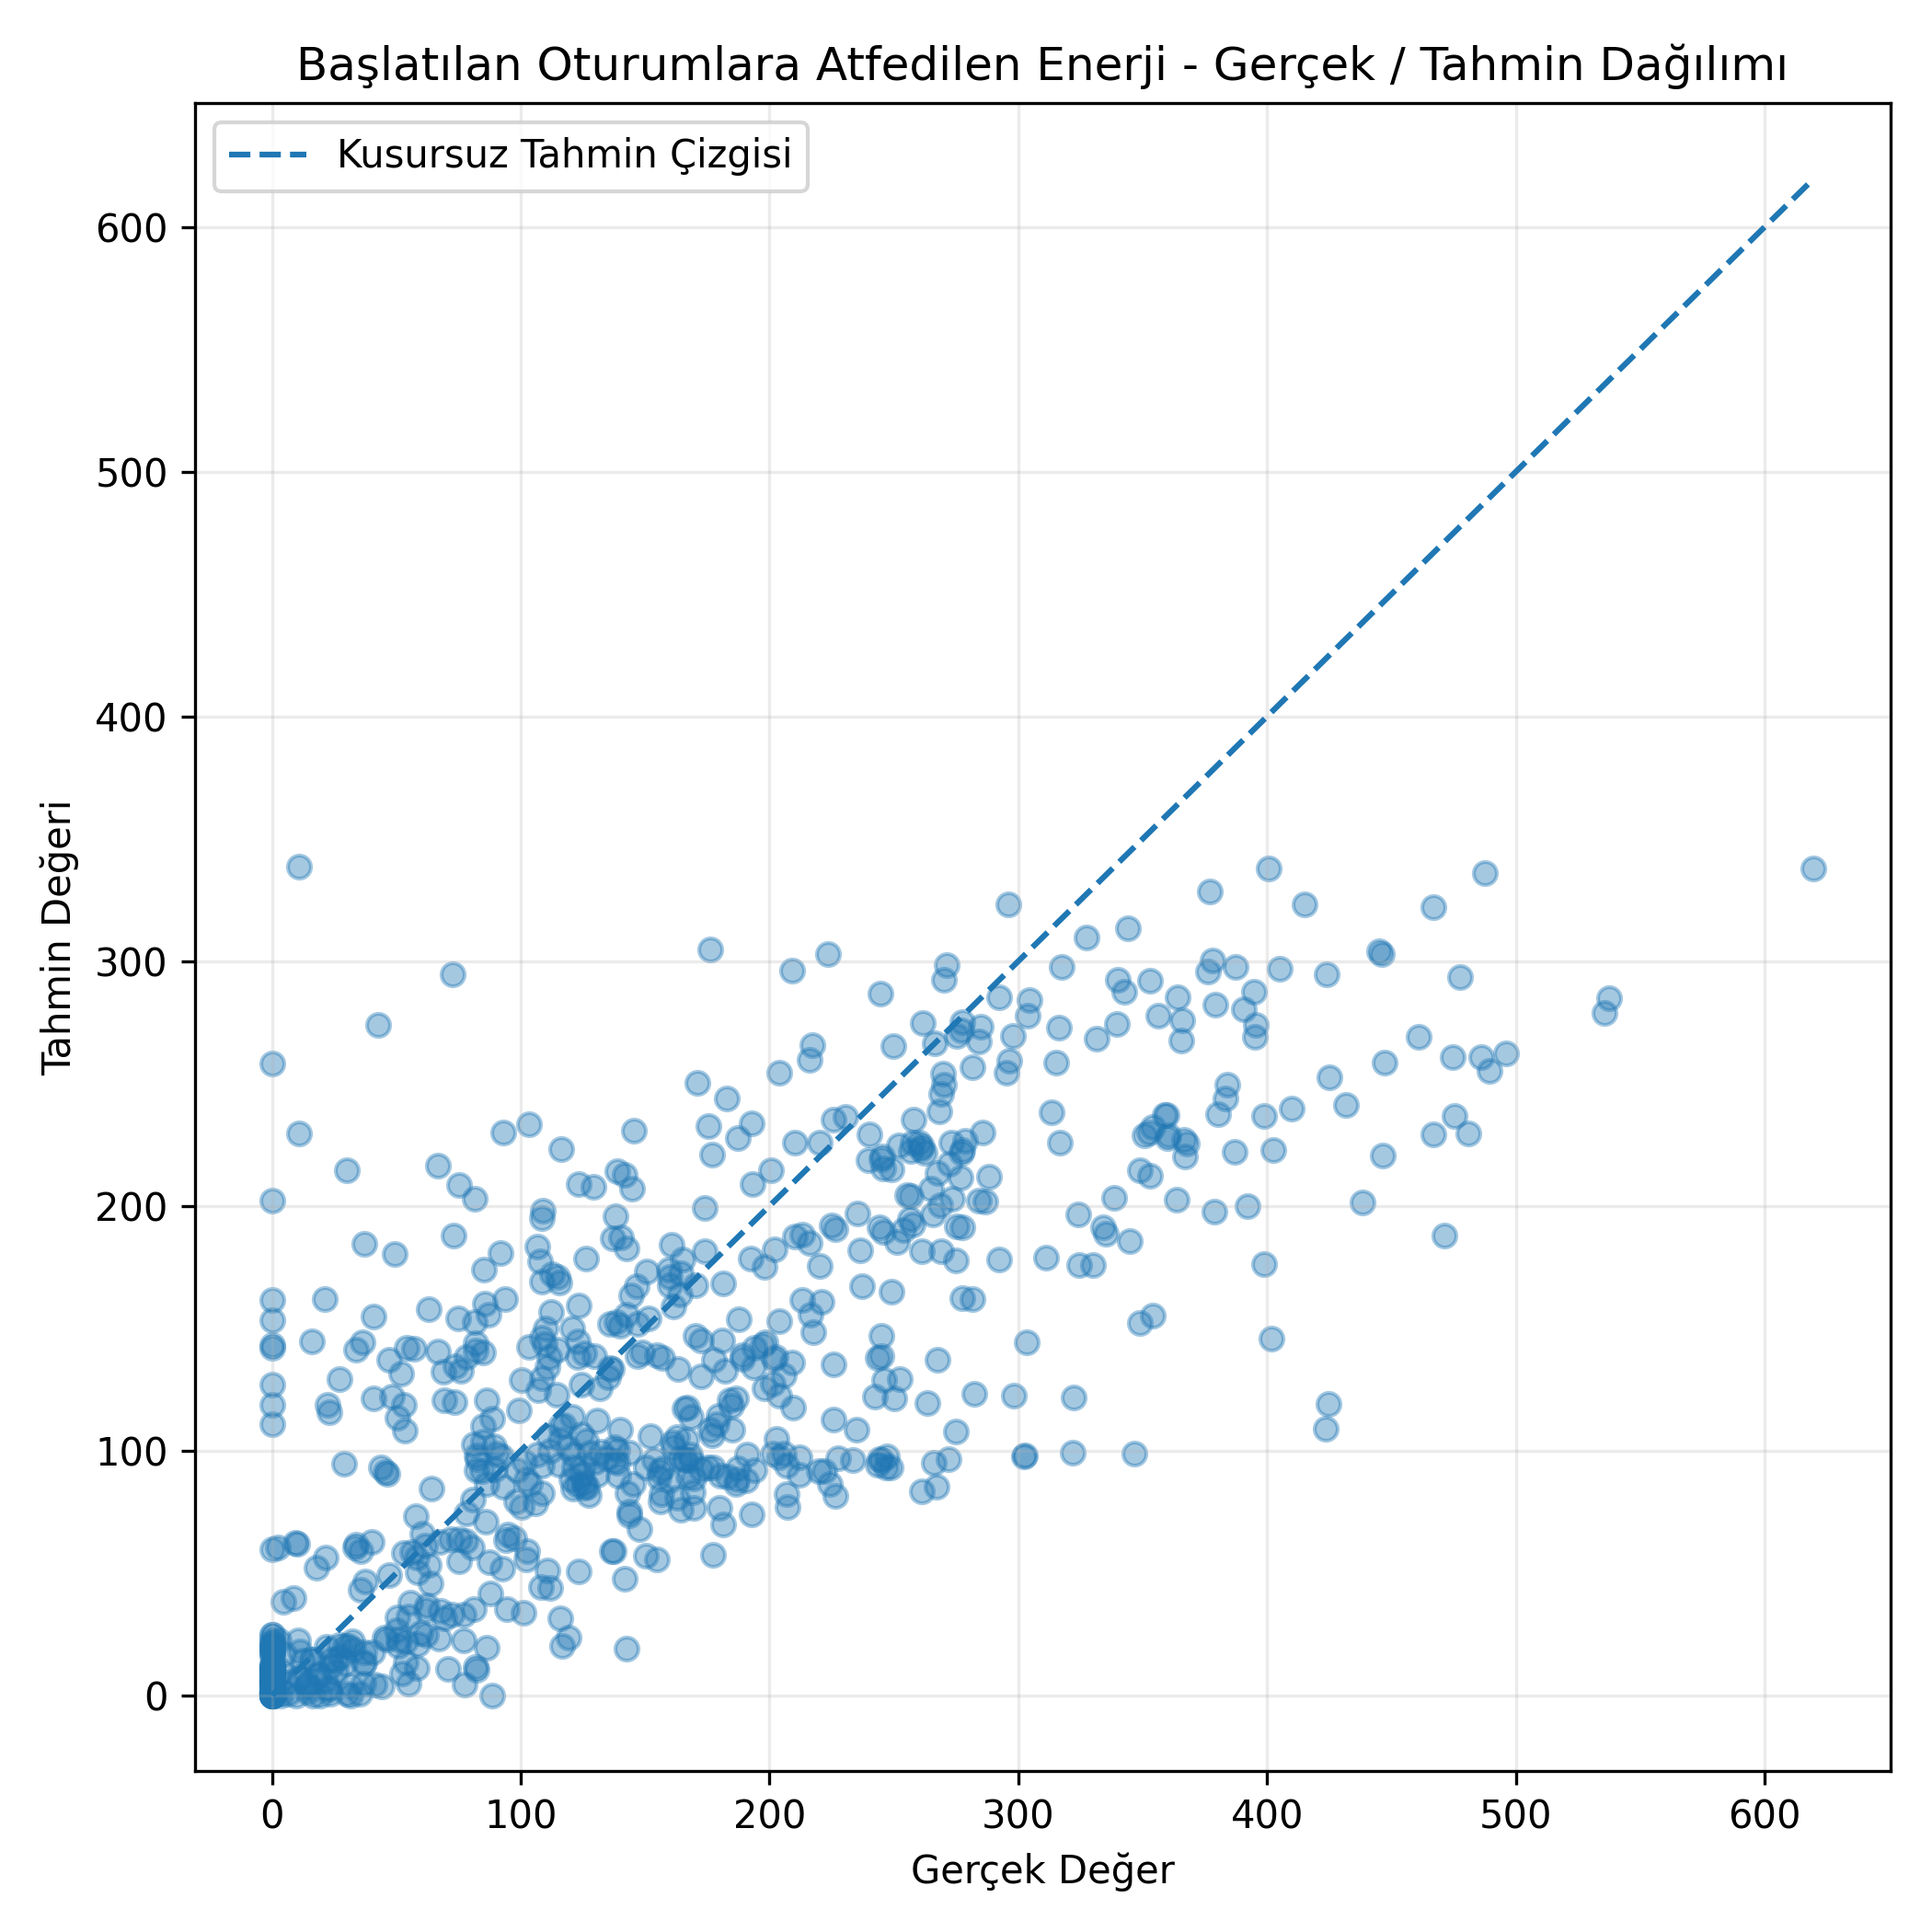 Başlatılan Oturumlara Atfedilen Enerji - Gerçek / Tahmin Dağılımı
Kusursuz Tahmin Çizgisi
600
500
400
300
200
100
0
Tahmin Değeri
0 100 200 300 400 500 600
Gerçek Değer